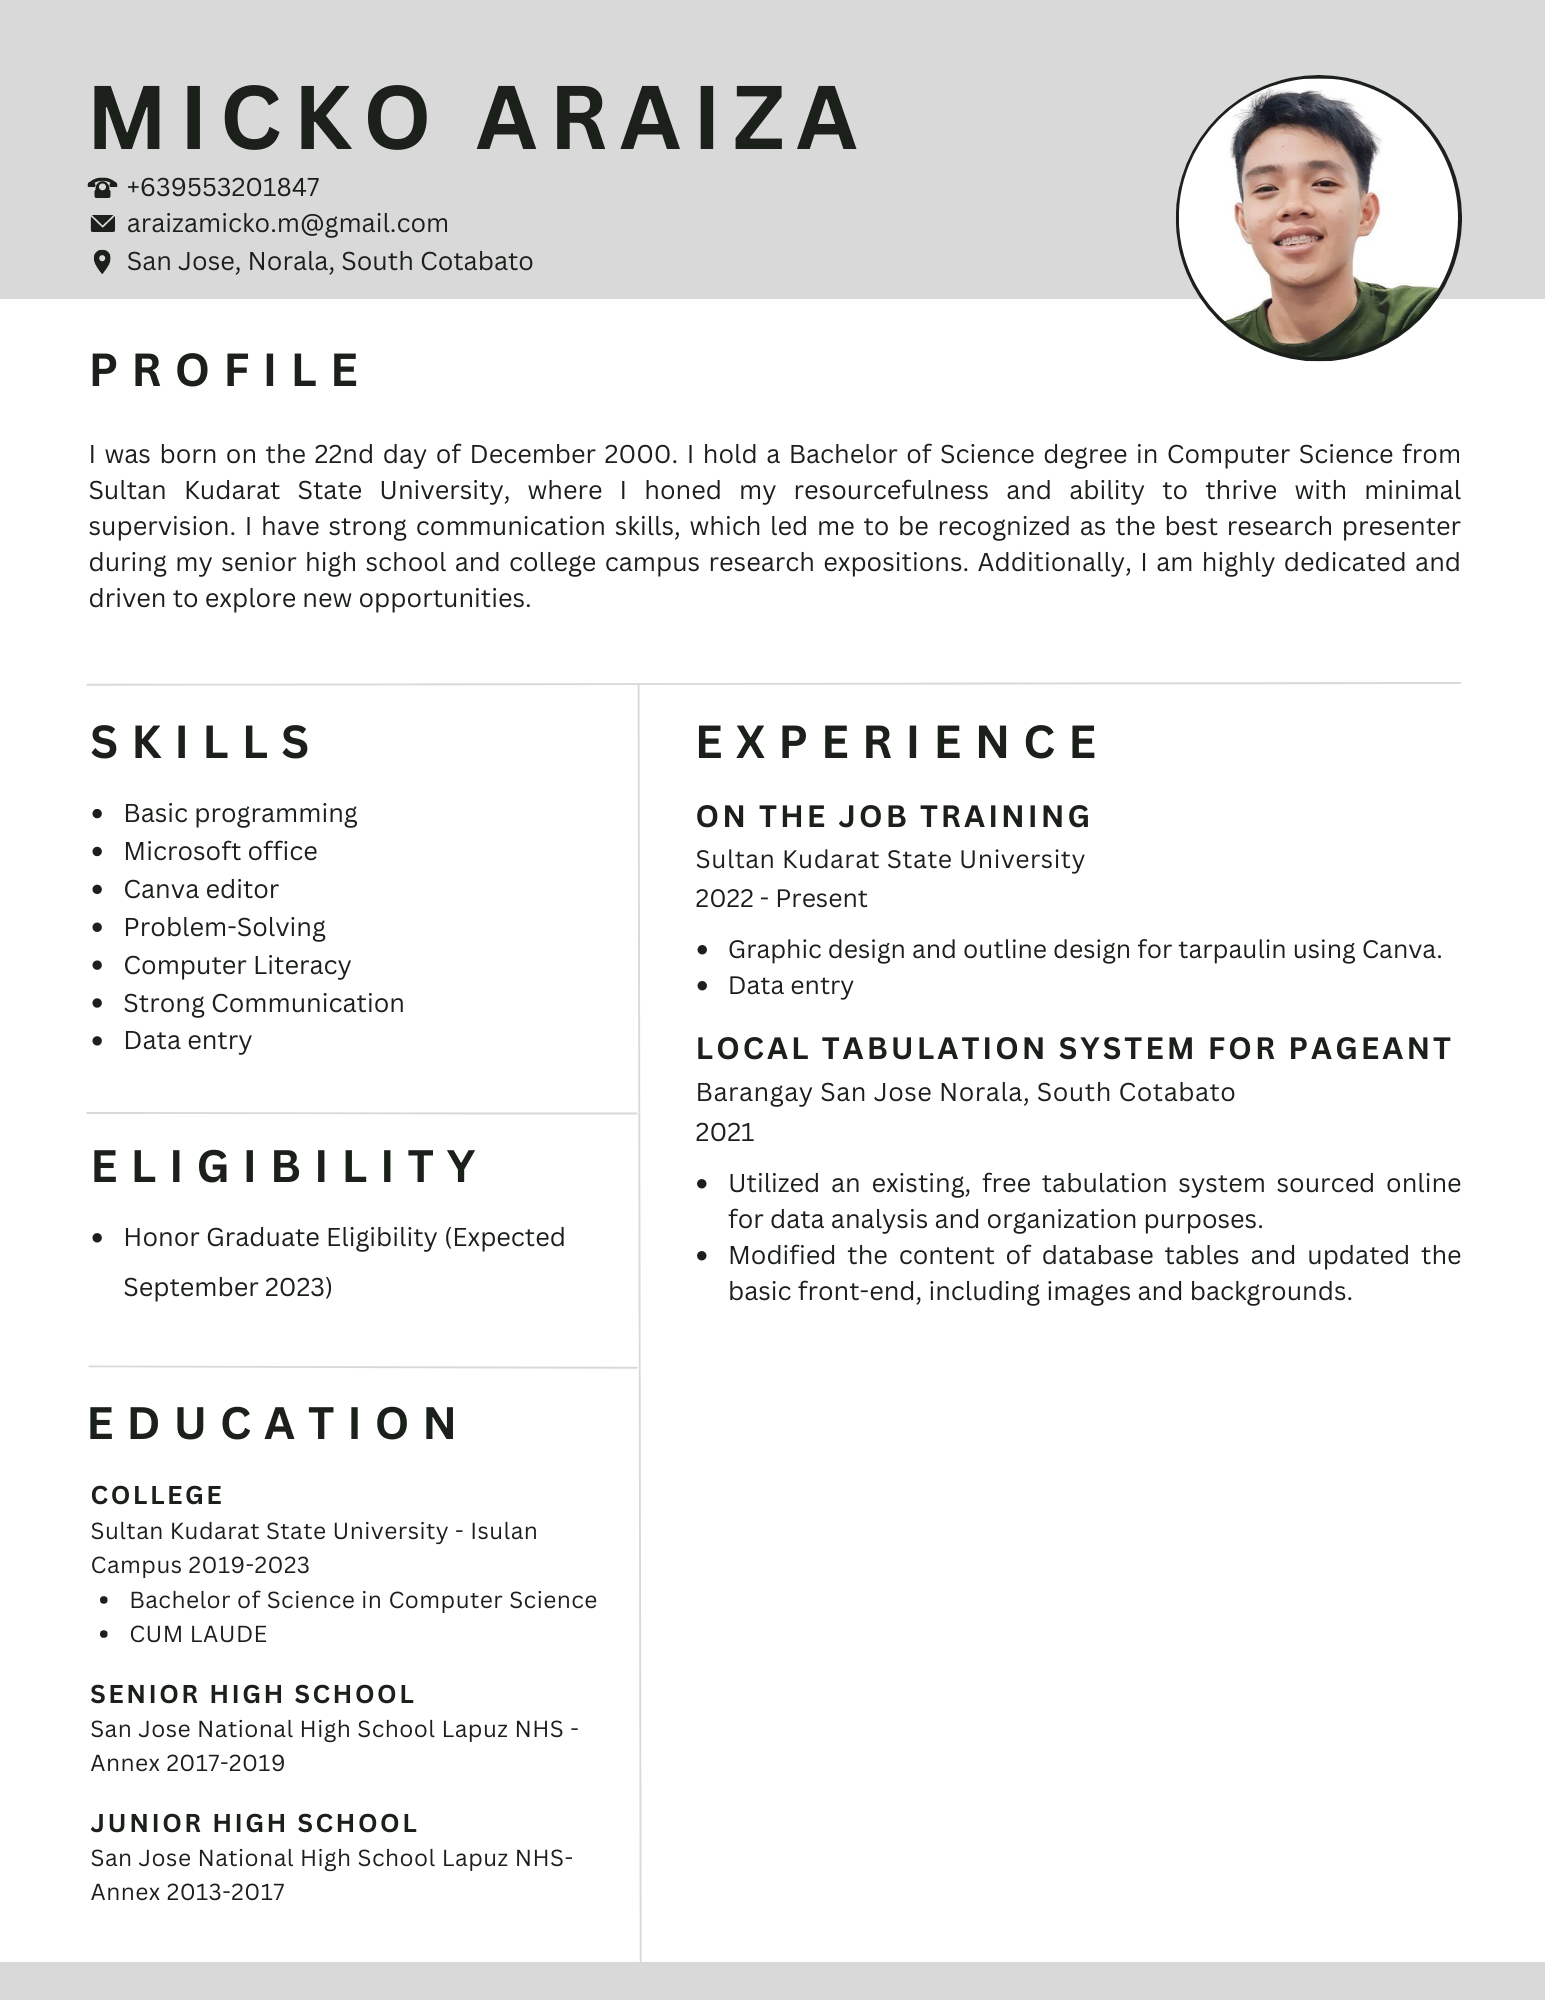 MICKO ARAIZA
+639553201847
araizamicko.m@gmail.com
San Jose, Norala, South Cotabato
PROFILE
I was born on the 22nd day of December 2000. I hold a Bachelor of Science degree in Computer Science from
Sultan Kudarat State University, where I honed my resourcefulness and ability to thrive with minimal
supervision. I have strong communication skills, which led me to be recognized as the best research presenter
during my senior high school and college campus research expositions. Additionally, I am highly dedicated and
driven to explore new opportunities.
SKILLS
• Basic programming
• Microsoft office
• Canva editor
• Problem-Solving
• Computer Literacy
• Strong Communication
• Data entry
ELIGIBILITY
• Honor Graduate Eligibility (Expected
September 2023)
EDUCATION
COLLEGE
Sultan Kudarat State University - Isulan
Campus 2019-2023
• Bachelor of Science in Computer Science
• CUM LAUDE
SENIOR HIGH SCHOOL
San Jose National High School Lapuz NHS -
Annex 2017-2019
JUNIOR HIGH SCHOOL
San Jose National High School Lapuz NHS-
Annex 2013-2017
EXPERIENCE
ON THE JOB TRAINING
Sultan Kudarat State University
2022 - Present
• Graphic design and outline design for tarpaulin using Canva.
• Data entry
LOCAL TABULATION SYSTEM FOR PAGEANT
Barangay San Jose Norala, South Cotabato
2021
• Utilized an existing, free tabulation system sourced online
for data analysis and organization purposes.
• Modified the content of database tables and updated the
basic front-end, including images and backgrounds.